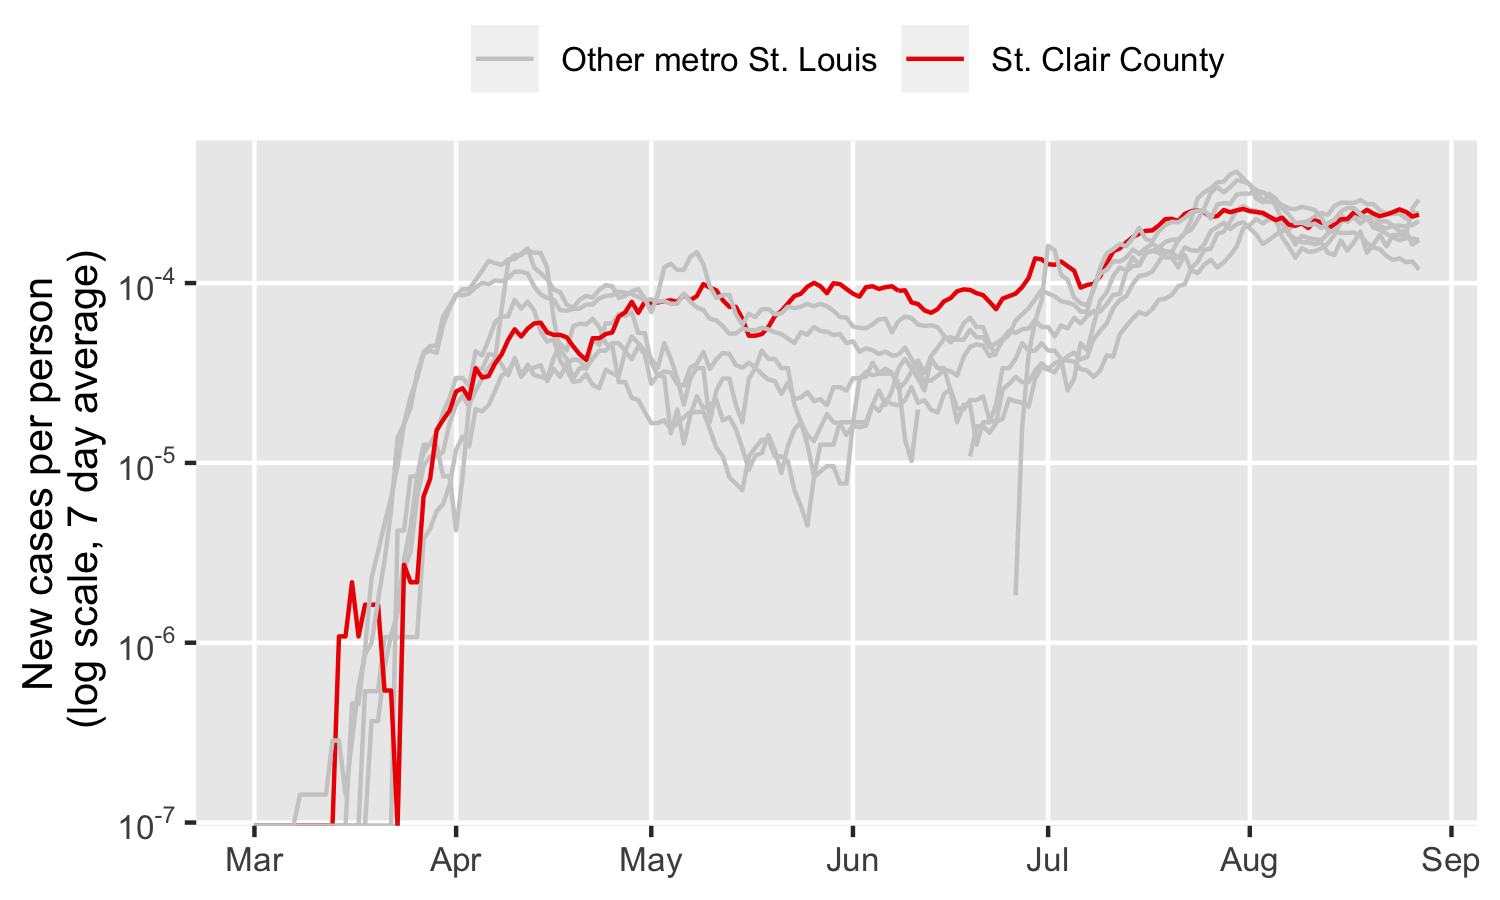 Other metro St. Louis
St. Clair County
New cases per person
(log scale, 7 day average)
10-4
10-5
10-6
10-7
Mar
Apr
May
Jun
Jul
Aug
Sep